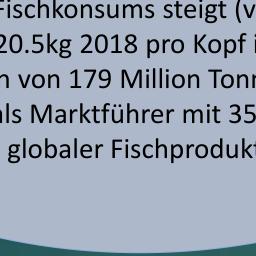 Fischkonsums steigt (v
20.5kg 2018 pro Kopf i
n von 179 Million Tonn
als Marktführer mit 35
globaler Fischprodukt